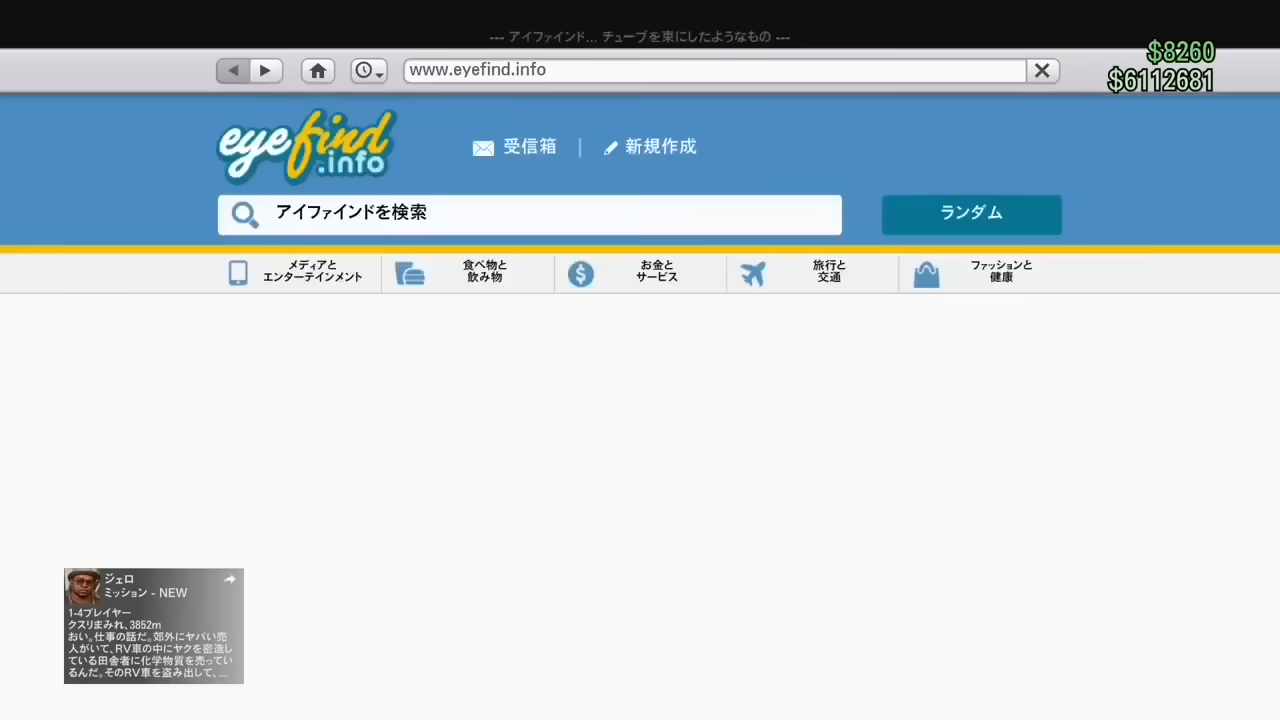 --- アイファインド... チューブを束にしたようなもの ---
$8260
www.eyefind.info
$6112681
eyefind
.info
受信箱 | 新規作成
アイファインドを検索
ランダム
メディアと
エンターテインメント
食べ物と
飲み物
お金と
サービス
旅行と
交通
ファッションと
健康
ジェロ
ミッション - NEW
1-4プレイヤー
クスリまみれ、3852m
おい。仕事の話だ。郊外にヤバい売
人がいて、RV車の中にヤクを密造し
ている田舎者に化学物質を売ってい
るんだ。そのRV車を盗み出して、...